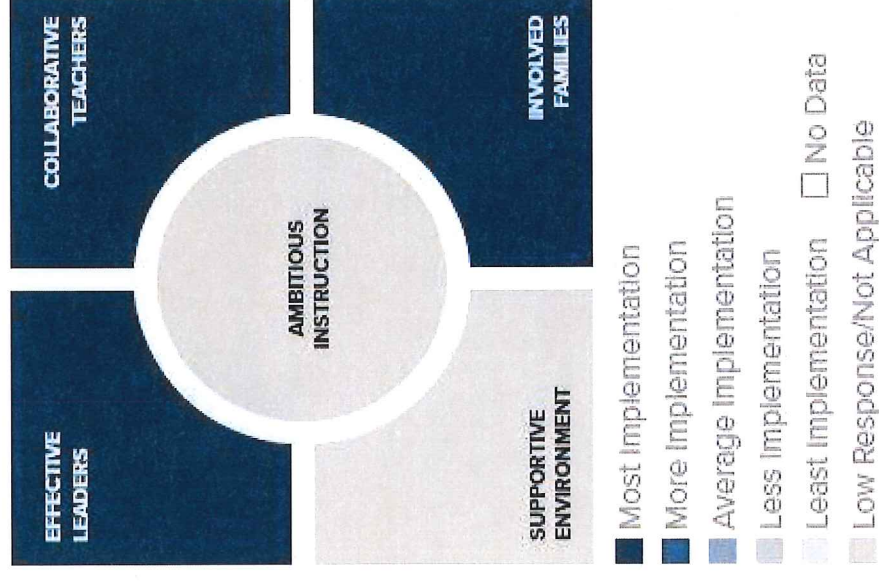 EFFECTIVE
LEADERS
COLLABORATIVE
TEACHERS
AMBITIOUS
INSTRUCTION
SUPPORTIVE
ENVIRONMENT
INVOLVED
FAMILIES
Most Implementation
More Implementation
Average Implementation
Less Implementation
Least Implementation
No Data
Low Response/Not Applicable